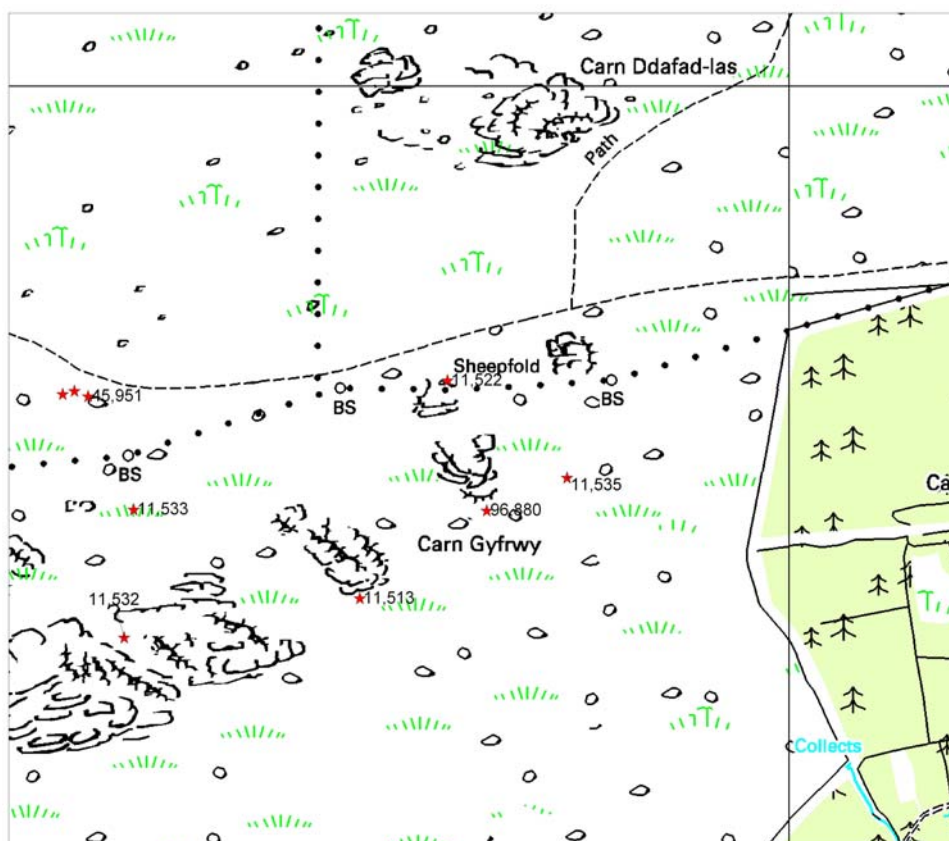 Carn Ddafad-las
Path
Sheepfold
11,522
45,951
BS
BS
BS
11,535
11,533
96,880
Ca
Carn Gyfrwy
11,532
11,513
Collects